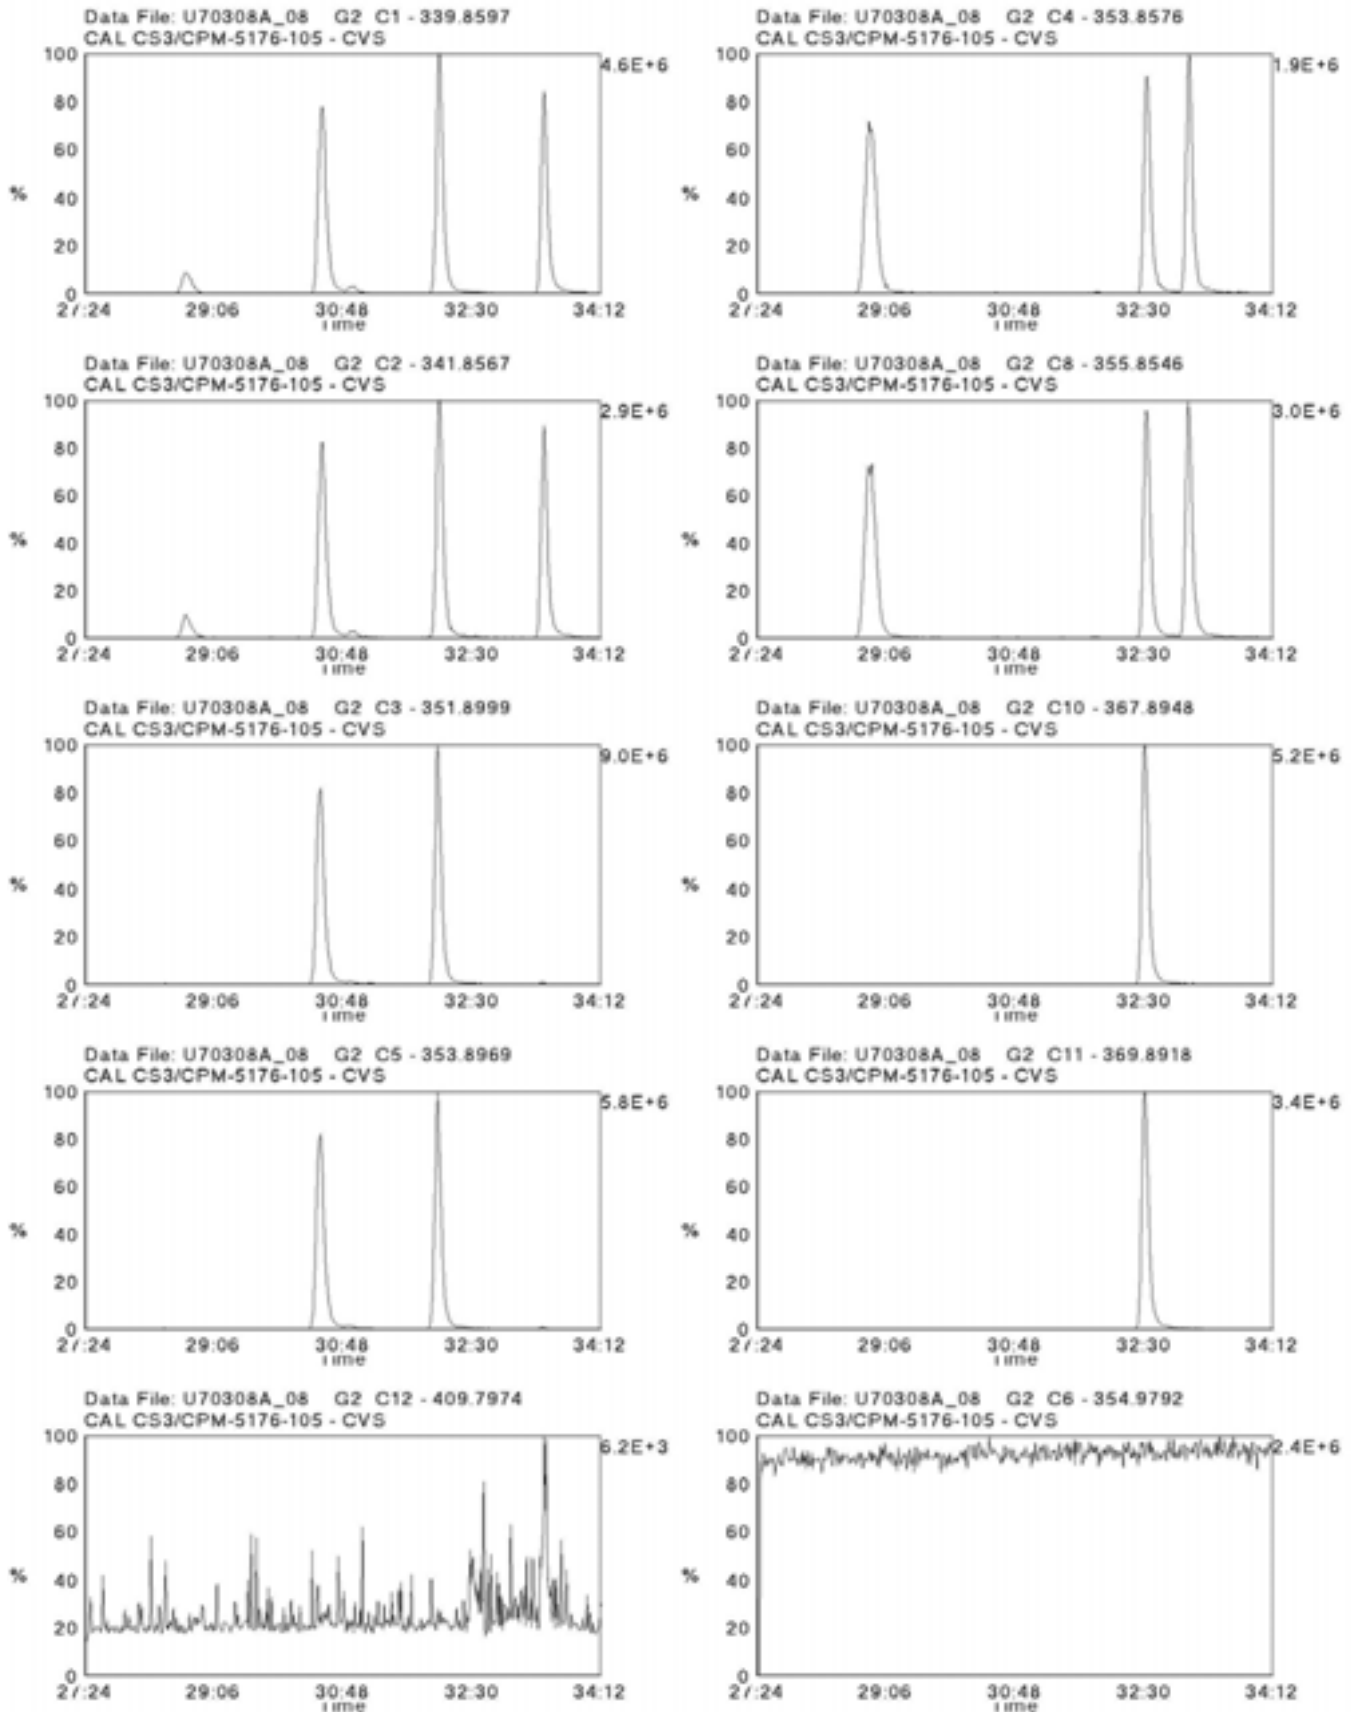 Data File: U70308A_08 G2 C1 - 339.8597
CAL CS3/CPM-5176-105 - CVS
100
80
60
%
40
20
0
4.6E+6
27:24 29:06 30:48 32:30 34:12
Time
Data File: U70308A_08 G2 C4 - 353.8576
CAL CS3/CPM-5176-105 - CVS
100
80
60
%
40
20
0
1.9E+6
27:24 29:06 30:48 32:30 34:12
Time
Data File: U70308A_08 G2 C2 - 341.8567
CAL CS3/CPM-5176-105 - CVS
100
80
60
%
40
20
0
2.9E+6
27:24 29:06 30:48 32:30 34:12
Time
Data File: U70308A_08 G2 C8 - 355.8546
CAL CS3/CPM-5176-105 - CVS
100
80
60
%
40
20
0
3.0E+6
27:24 29:06 30:48 32:30 34:12
Time
Data File: U70308A_08 G2 C3 - 351.8999
CAL CS3/CPM-5176-105 - CVS
100
80
60
%
40
20
0
9.0E+6
27:24 29:06 30:48 32:30 34:12
Time
Data File: U70308A_08 G2 C10 - 367.8948
CAL CS3/CPM-5176-105 - CVS
100
80
60
%
40
20
0
5.2E+6
27:24 29:06 30:48 32:30 34:12
Time
Data File: U70308A_08 G2 C5 - 353.8969
CAL CS3/CPM-5176-105 - CVS
100
80
60
%
40
20
0
5.8E+6
27:24 29:06 30:48 32:30 34:12
Time
Data File: U70308A_08 G2 C11 - 369.8918
CAL CS3/CPM-5176-105 - CVS
100
80
60
%
40
20
0
3.4E+6
27:24 29:06 30:48 32:30 34:12
Time
Data File: U70308A_08 G2 C12 - 409.7974
CAL CS3/CPM-5176-105 - CVS
100
80
60
%
40
20
0
6.2E+3
27:24 29:06 30:48 32:30 34:12
Time
Data File: U70308A_08 G2 C6 - 354.9792
CAL CS3/CPM-5176-105 - CVS
100
80
60
%
40
20
0
2.4E+6
27:24 29:06 30:48 32:30 34:12
Time